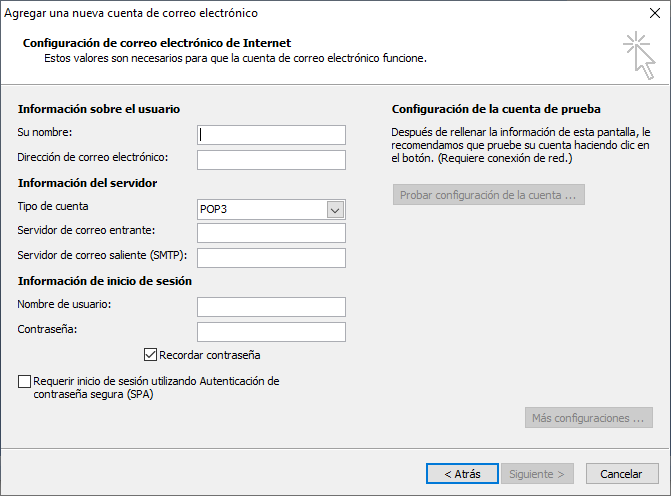 Agregar una nueva cuenta de correo electrónico
Configuración de correo electrónico de Internet
Estos valores son necesarios para que la cuenta de correo electrónico funcione.
Información sobre el usuario
Su nombre:
Dirección de correo electrónico:
Información del servidor
Tipo de cuenta
POP3
Servidor de correo entrante:
Servidor de correo saliente (SMTP):
Información de inicio de sesión
Nombre de usuario:
Contraseña:
Recordar contraseña
Requerir inicio de sesión utilizando Autenticación de
contraseña segura (SPA)
Configuración de la cuenta de prueba
Después de rellenar la información de esta pantalla, le
recomendamos que pruebe su cuenta haciendo clic en
el botón. (Requiere conexión de red.)
Probar configuración de la cuenta ...
Más configuraciones ...
< Atrás
Siguiente >
Cancelar